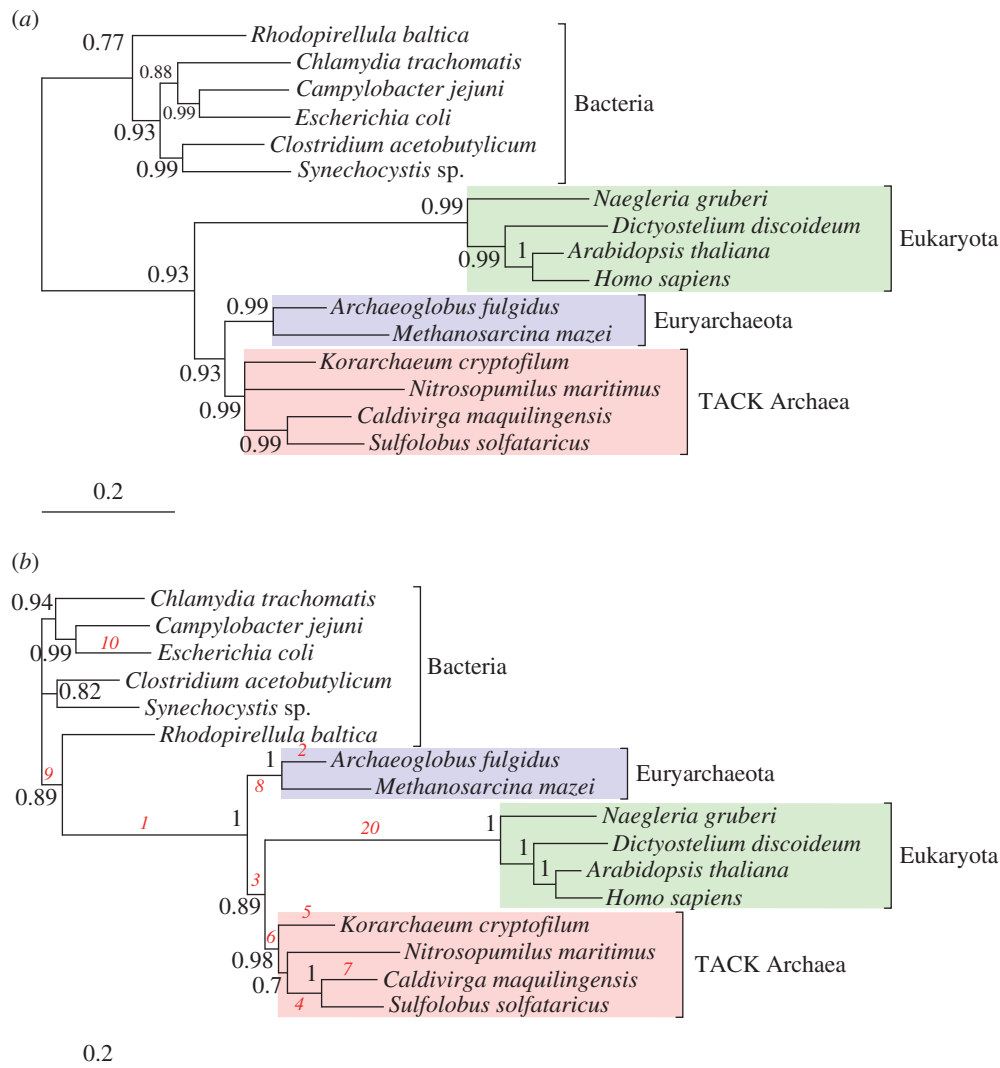 (a)
0.77
Rhodopirellula baltica
0.88
Chlamydia trachomatis
Campylobacter jejuni
0.99
Escherichia coli
0.93
Clostridium acetobutylicum
0.99
Synechocystis sp.
Bacteria
0.99
Naegleria gruberi
Dictyostelium discoideum
0.99
1
Arabidopsis thaliana
Homo sapiens
Eukaryota
0.93
0.99
Archaeoglobus fulgidus
Methanosarcina mazei
Euryarchaeota
0.93
Korarchaeum cryptofilum
Nitrosopumilus maritimus
0.99
Caldivirga maquilingensis
0.99
Sulfolobus solfataricus
TACK Archaea
0.2
(b)
0.94
Chlamydia trachomatis
Campylobacter jejuni
0.99
10
Escherichia coli
0.82
Clostridium acetobutylicum
Synechocystis sp.
Rhodopirellula baltica
Bacteria
9
0.89
1
1
1
2
Archaeoglobus fulgidus
8
Methanosarcina mazei
Euryarchaeota
20
1
Naegleria gruberi
1
Dictyostelium discoideum
1
Arabidopsis thaliana
Homo sapiens
Eukaryota
3
0.89
5
Korarchaeum cryptofilum
6
0.98
Nitrosopumilus maritimus
0.7
1
7
Caldivirga maquilingensis
4
Sulfolobus solfataricus
TACK Archaea
0.2